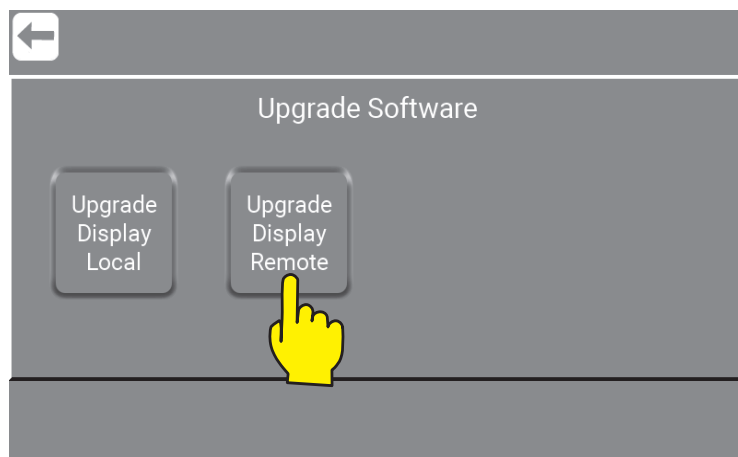 Upgrade Software
Upgrade
Display
Local
Upgrade
Display
Remote